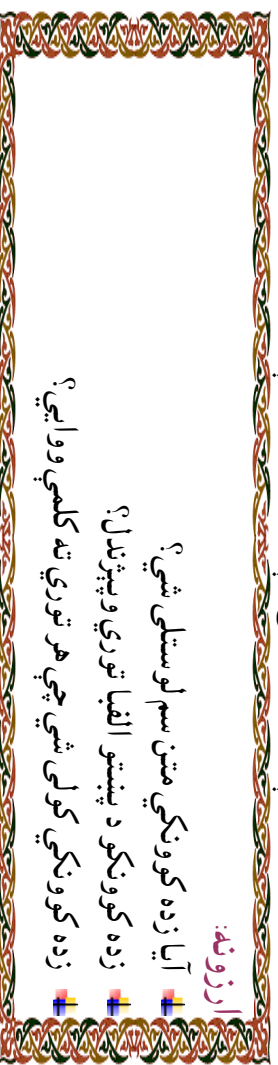 ارزونه:
آیا زده کوونکي متن سم لوستلی شي؟
زده کوونکو د پښتو الفبا توري وپېژندل؟
زده کوونکي کولی شي چې هر توري ته کلمې ووايي؟